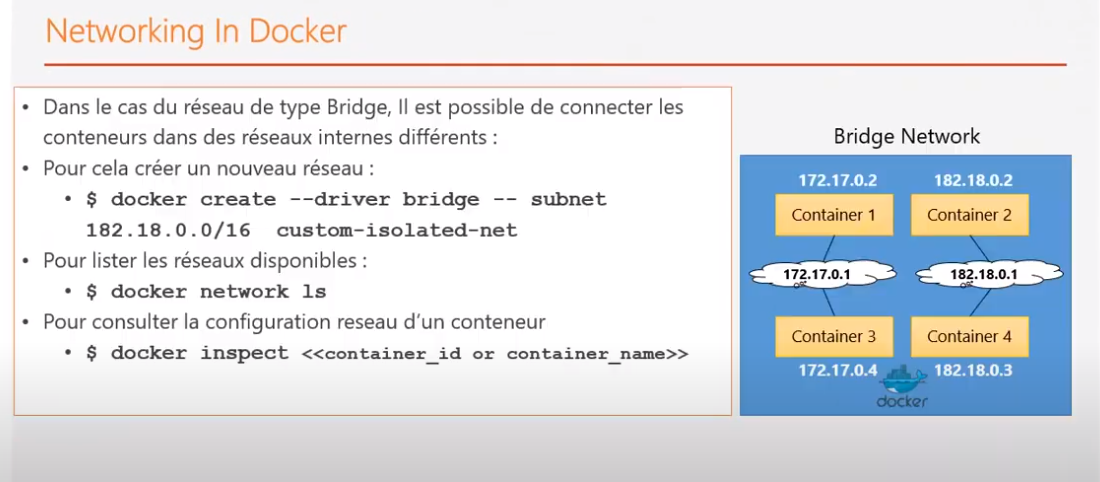 Networking In Docker
• Dans le cas du réseau de type Bridge, Il est possible de connecter les
conteneurs dans des réseaux internes différents :
• Pour cela créer un nouveau réseau :
• $ docker create --driver bridge -- subnet
182.18.0.0/16 custom-isolated-net
• Pour lister les réseaux disponibles :
• $ docker network ls
• Pour consulter la configuration reseau d'un conteneur
• $ docker inspect <<container_id or container_name>>
Bridge Network
172.17.0.2 182.18.0.2
Container 1 Container 2
172.17.0.1 182.18.0.1
Container 3 Container 4
172.17.0.4 182.18.0.3
docker